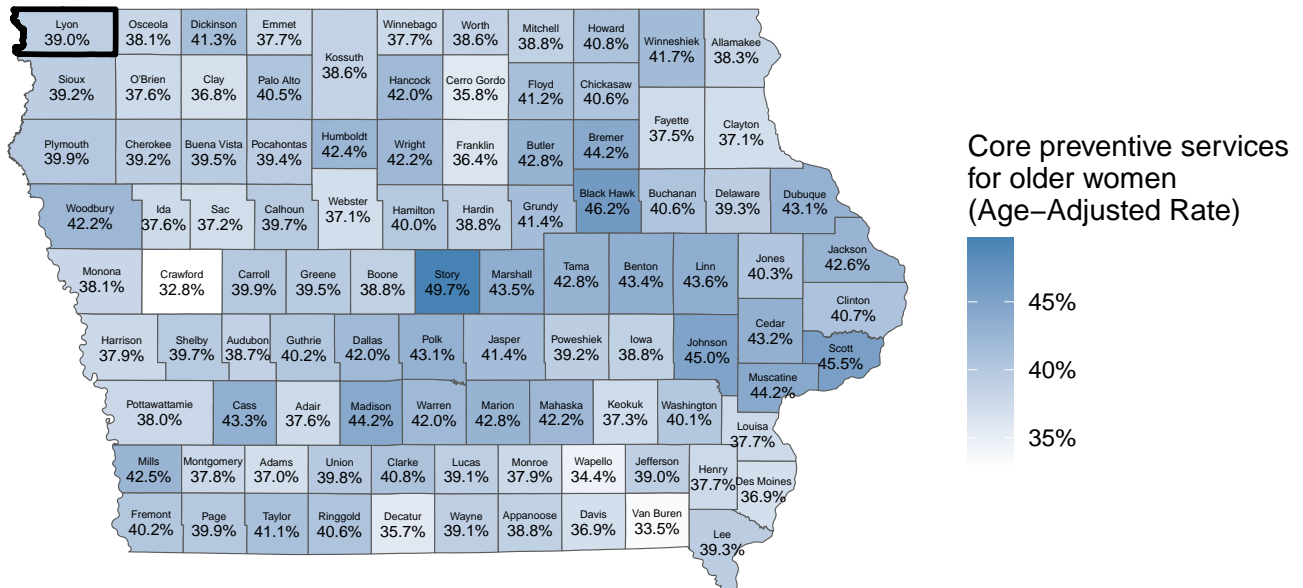 Lyon
39.0%
Osceola
38.1%
Dickinson
41.3%
Emmet
37.7%
Kossuth
38.6%
Winnebago
37.7%
Worth
38.6%
Mitchell
38.8%
Howard
40.8%
Winneshiek
41.7%
Allamakee
38.3%
Sioux
39.2%
O'Brien
37.6%
Clay
36.8%
Palo Alto
40.5%
Hancock
42.0%
Cerro Gordo
35.8%
Floyd
41.2%
Chickasaw
40.6%
Fayette
37.5%
Clayton
37.1%
Plymouth
39.9%
Cherokee
39.2%
Buena Vista
39.5%
Pocahontas
39.4%
Humboldt
42.4%
Wright
42.2%
Franklin
36.4%
Butler
42.8%
Bremer
44.2%
Woodbury
42.2%
Ida
37.6%
Sac
37.2%
Calhoun
39.7%
Webster
37.1%
Hamilton
40.0%
Hardin
38.8%
Grundy
41.4%
Black Hawk
46.2%
Buchanan
40.6%
Delaware
39.3%
Dubuque
43.1%
Monona
38.1%
Crawford
32.8%
Carroll
39.9%
Greene
39.5%
Boone
38.8%
Story
49.7%
Marshall
43.5%
Tama
42.8%
Benton
43.4%
Linn
43.6%
Jones
40.3%
Jackson
42.6%
Clinton
40.7%
Harrison
37.9%
Shelby
39.7%
Audubon
38.7%
Guthrie
40.2%
Dallas
42.0%
Polk
43.1%
Jasper
41.4%
Poweshiek
39.2%
Iowa
38.8%
Johnson
45.0%
Cedar
43.2%
Scott
45.5%
Muscatine
44.2%
Pottawattamie
38.0%
Cass
43.3%
Adair
37.6%
Madison
44.2%
Warren
42.0%
Marion
42.8%
Mahaska
42.2%
Keokuk
37.3%
Washington
40.1%
Louisa
37.7%
Mills
42.5%
Montgomery
37.8%
Adams
37.0%
Union
39.8%
Clarke
40.8%
Lucas
39.1%
Monroe
37.9%
Wapello
34.4%
Jefferson
39.0%
Henry
37.7%
Des Moines
36.9%
Fremont
40.2%
Page
39.9%
Taylor
41.1%
Ringgold
40.6%
Decatur
35.7%
Wayne
39.1%
Appanoose
38.8%
Davis
36.9%
Van Buren
33.5%
Lee
39.3%
Core preventive services
for older women
(Age−Adjusted Rate)
45%
40%
35%